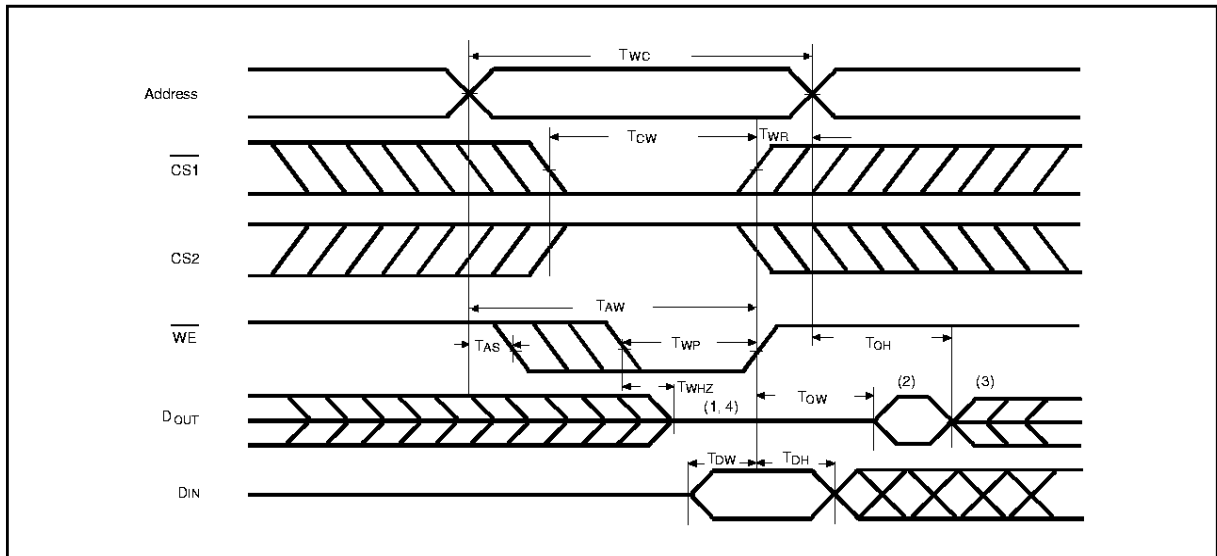 TWC
Address
TCW
TWR
CS1
CS2
TAW
WE
TAS
TWP
TOH
TWHZ
(1, 4)
TOW
(2)
(3)
DOUT
TDW
TDH
DIN